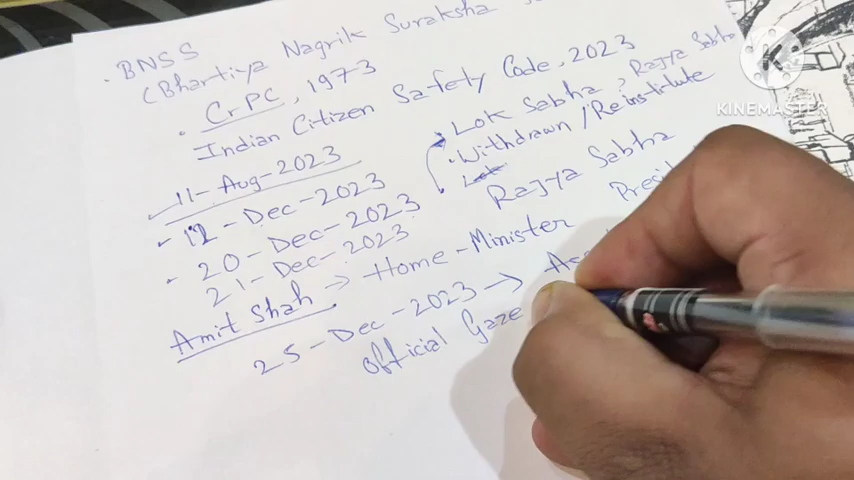 . BNSS
(Bhartiya Nagrik Suraksha
. CrPC, 1973
Indian Citizen Safety Code, 2023
- 11-Aug-2023
Lok Sabha, Rajya Sabha
- 12-Dec-2023
. Withdrawn/Reinstitute
- 20-Dec-2023
Rajya Sabha
21-Dec-2023
Amit Shah → Home-Minister
25-Dec-2023 →
Official Gaze
KINEMASTER